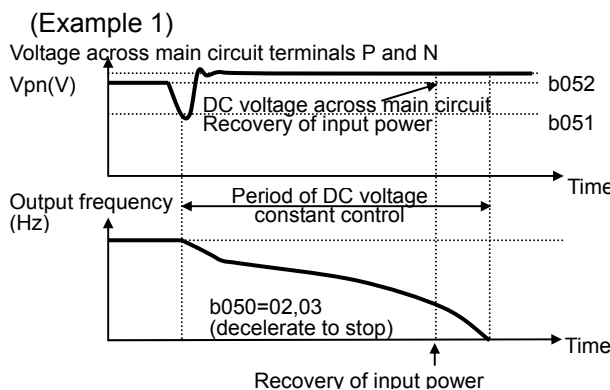 (Example 1)
Voltage across main circuit terminals P and N
Vpn(V)
b052
DC voltage across main circuit
Recovery of input power
b051
Time
Output frequency
(Hz)
Period of DC voltage
constant control
b050=02,03
(decelerate to stop)
Time
Recovery of input power